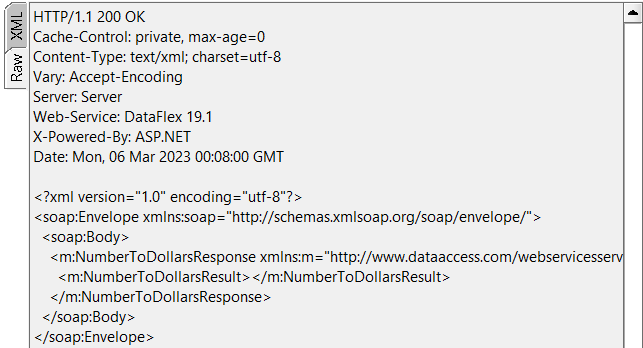 XML
Raw
HTTP/1.1 200 OK
Cache-Control: private, max-age=0
Content-Type: text/xml; charset=utf-8
Vary: Accept-Encoding
Server: Server
Web-Service: DataFlex 19.1
X-Powered-By: ASP.NET
Date: Mon, 06 Mar 2023 00:08:00 GMT
<?xml version="1.0" encoding="utf-8"?>
<soap:Envelope xmlns:soap="http://schemas.xmlsoap.org/soap/envelope/">
<soap:Body>
<m:NumberToDollarsResponse xmlns:m="http://www.dataaccess.com/webservicesserv
<m:NumberToDollarsResult></m:NumberToDollarsResult>
</m:NumberToDollarsResponse>
</soap:Body>
</soap:Envelope>